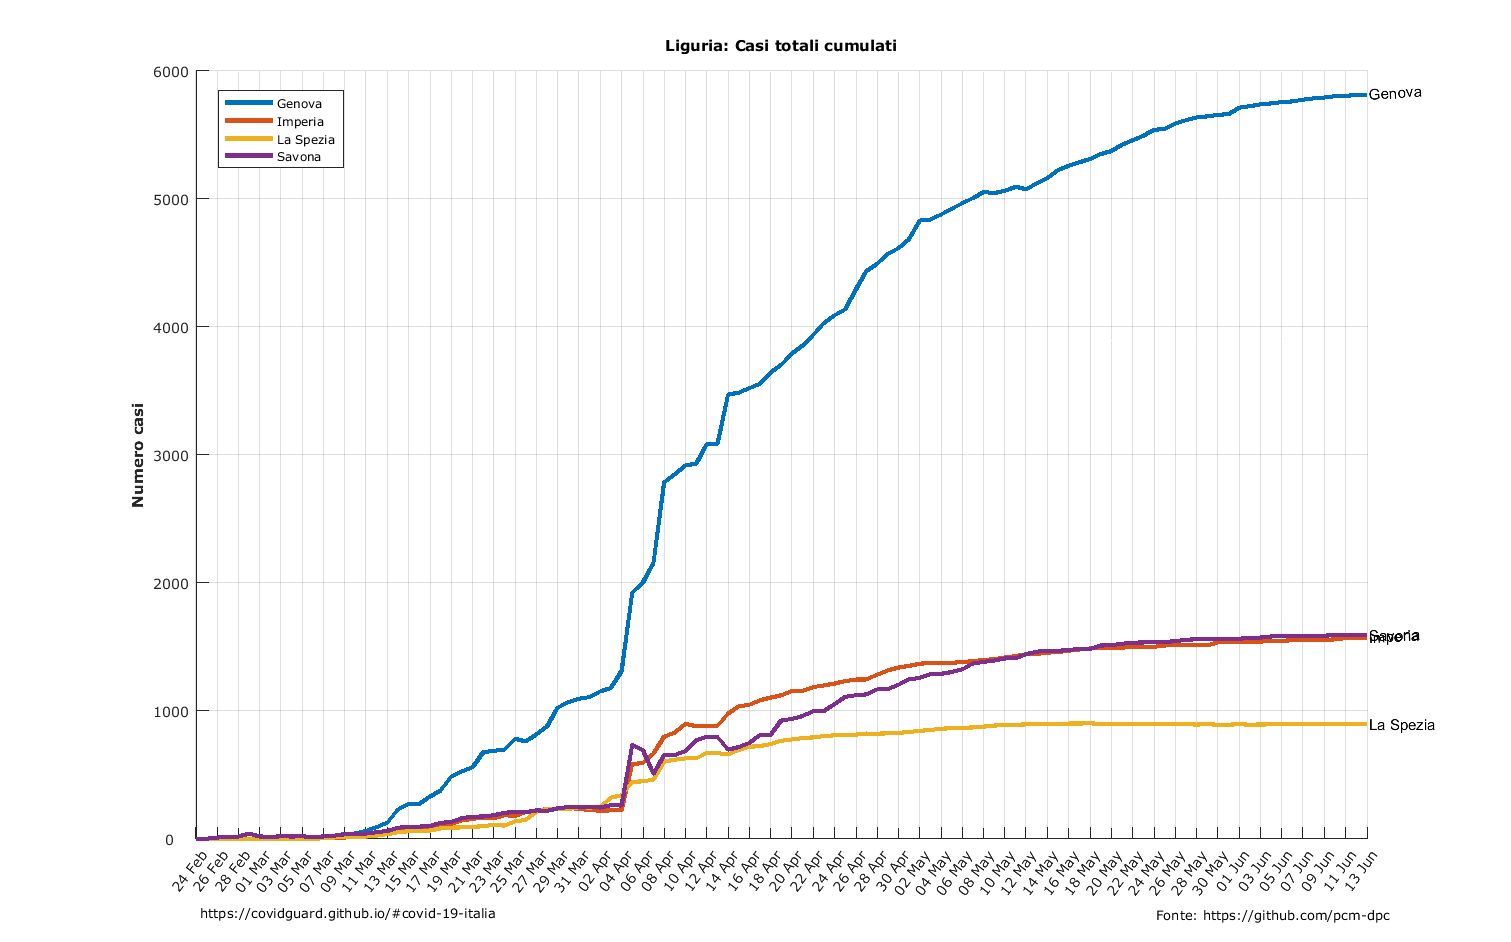 Liguria: Casi totali cumulati
Numero casi
6000
5000
4000
3000
2000
1000
0
Genova
Imperia
La Spezia
Savona
Genova
Savona
Imperia
La Spezia
24 Feb
26 Feb
28 Feb
01 Mar
03 Mar
05 Mar
07 Mar
09 Mar
11 Mar
13 Mar
15 Mar
17 Mar
19 Mar
21 Mar
23 Mar
25 Mar
27 Mar
29 Mar
31 Mar
02 Apr
04 Apr
06 Apr
08 Apr
10 Apr
12 Apr
14 Apr
16 Apr
18 Apr
20 Apr
22 Apr
24 Apr
26 Apr
28 Apr
30 Apr
02 May
04 May
06 May
08 May
10 May
12 May
14 May
16 May
18 May
20 May
22 May
24 May
26 May
28 May
30 May
01 Jun
03 Jun
05 Jun
07 Jun
09 Jun
11 Jun
13 Jun
https://covidguard.github.io/#covid-19-italia
Fonte: https://github.com/pcm-dpc